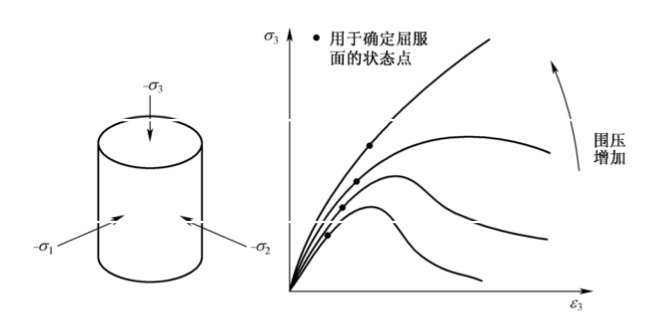 σ₃
• 用于确定屈服
面的状态点
-σ₃
围压
增加
-σ₁
-σ₂
ε₃